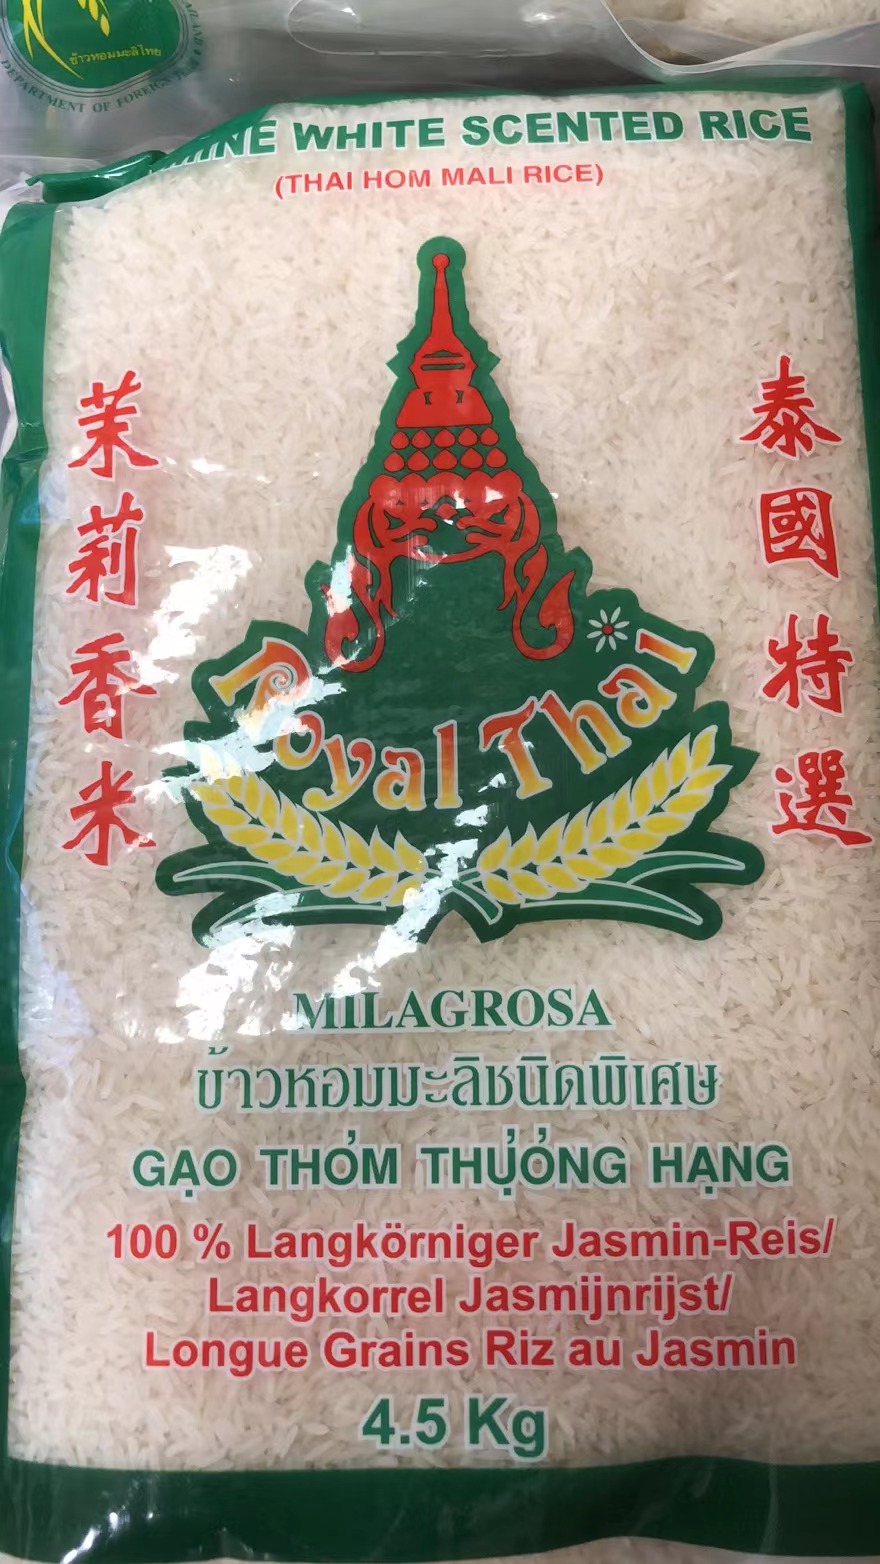 ข้าวหอมมะลิไทย
DEPARTMENT OF FOREIGN
WHITE SCENTED RICE
(THAI HOM MALI RICE)
茉莉香米
泰國特選
Royal Thai
MILAGROSA
ข้าวหอมมะลิชนิดพิเศษ
GẠO THƠM THƯỢNG HẠNG
100 % Langkörniger Jasmin-Reis/
Langkorrel Jasmijnrijst/
Longue Grains Riz au Jasmin
4.5 Kg